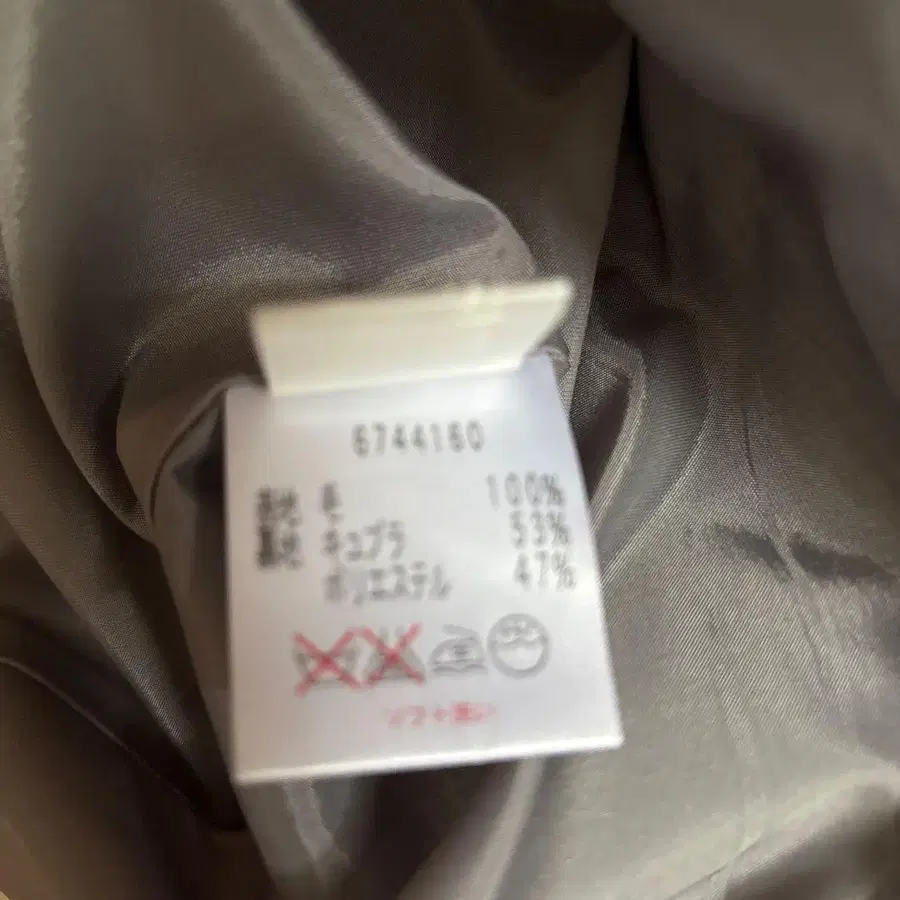 6744160
表地 毛 100%
裏地 キュプラ 53%
ポリエステル 47%